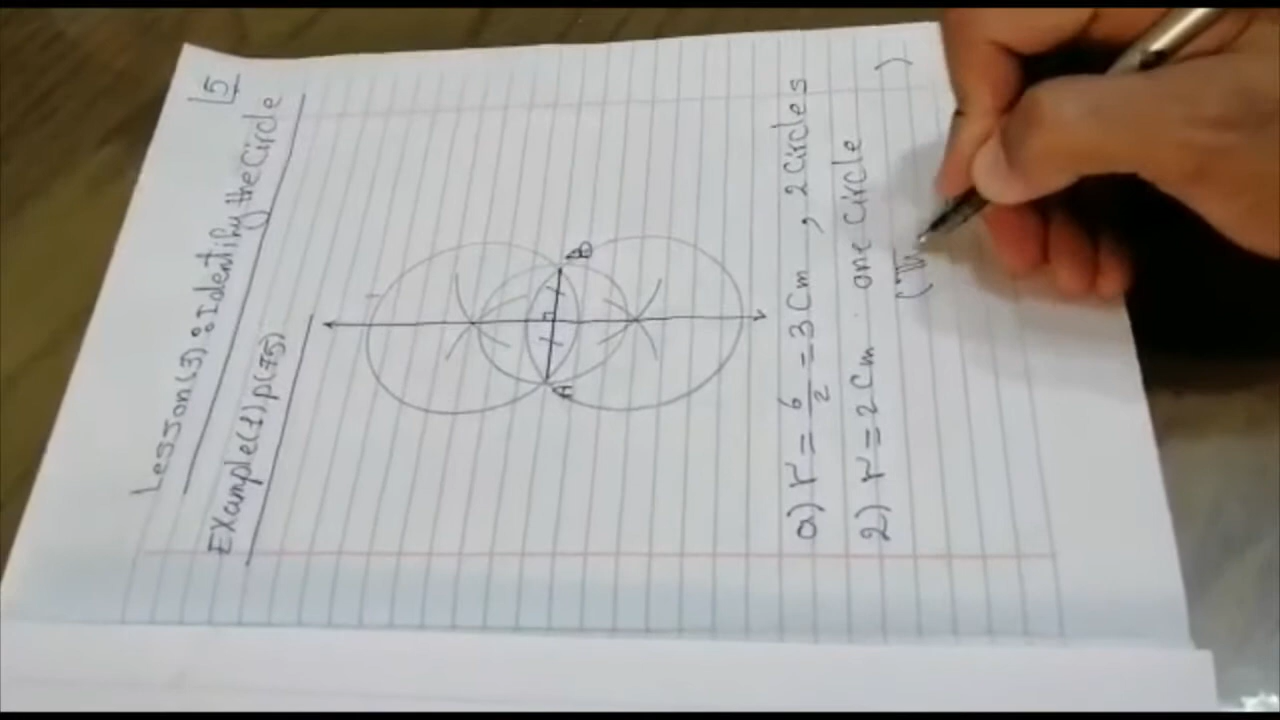 5
Lesson(3) : Identify the Circle
Example(1) p(75)
B
A
a) r = 6/2 = 3 Cm , 2 Circles
2) r = 2 Cm one Circle